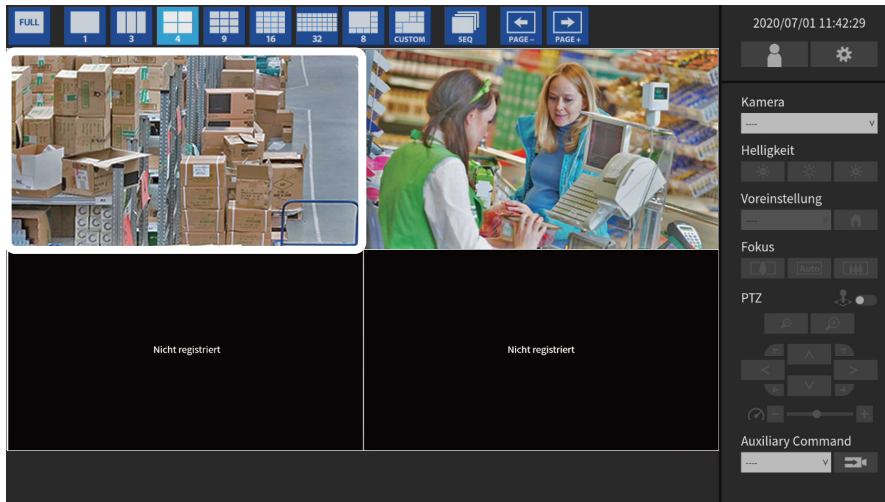 FULL
1
3
4
9
16
32
8
CUSTOM
SEQ
PAGE−
PAGE+
2020/07/01 11:42:29
Kamera
----
Helligkeit
Voreinstellung
----
Fokus
Auto
PTZ
Auxiliary Command
----
Nicht registriert
Nicht registriert